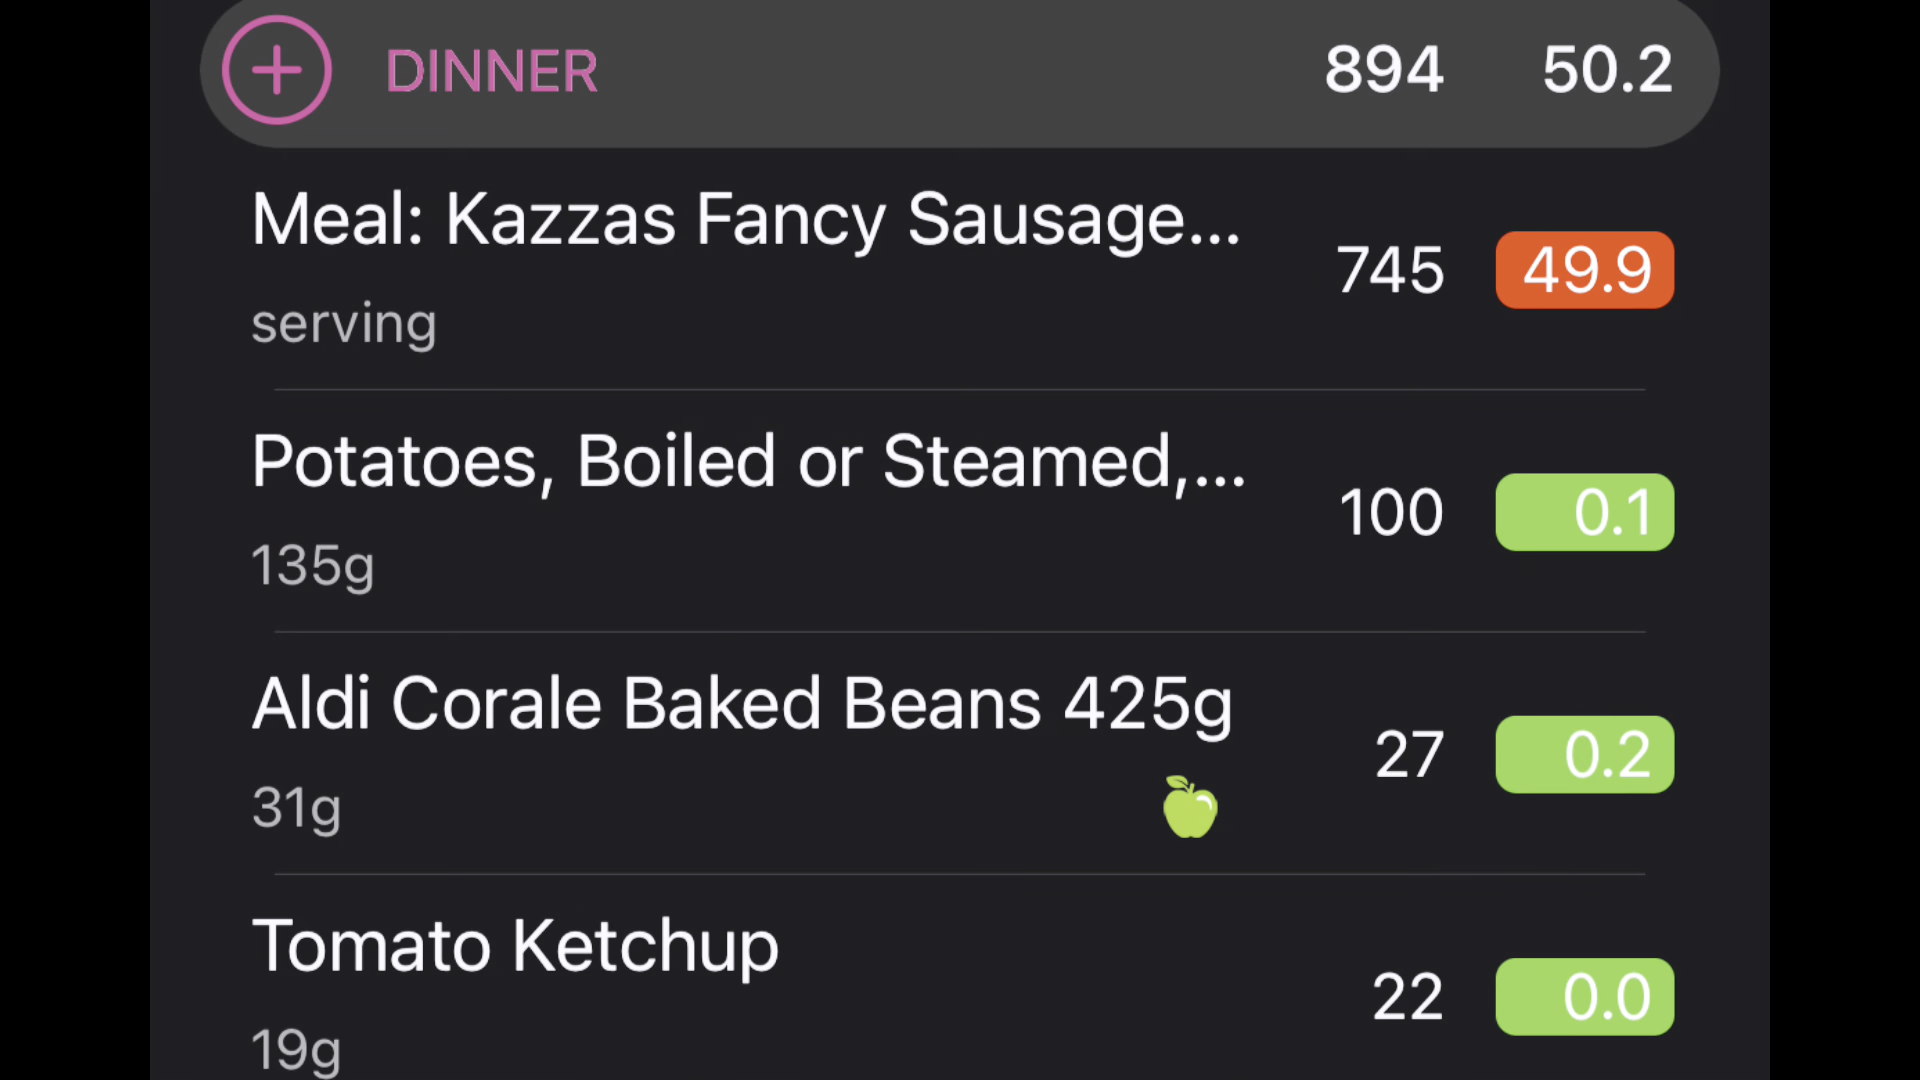 DINNER 894 50.2
Meal: Kazzas Fancy Sausage... 745 49.9
serving
Potatoes, Boiled or Steamed,... 100 0.1
135g
Aldi Corale Baked Beans 425g 27 0.2
31g
Tomato Ketchup 22 0.0
19g